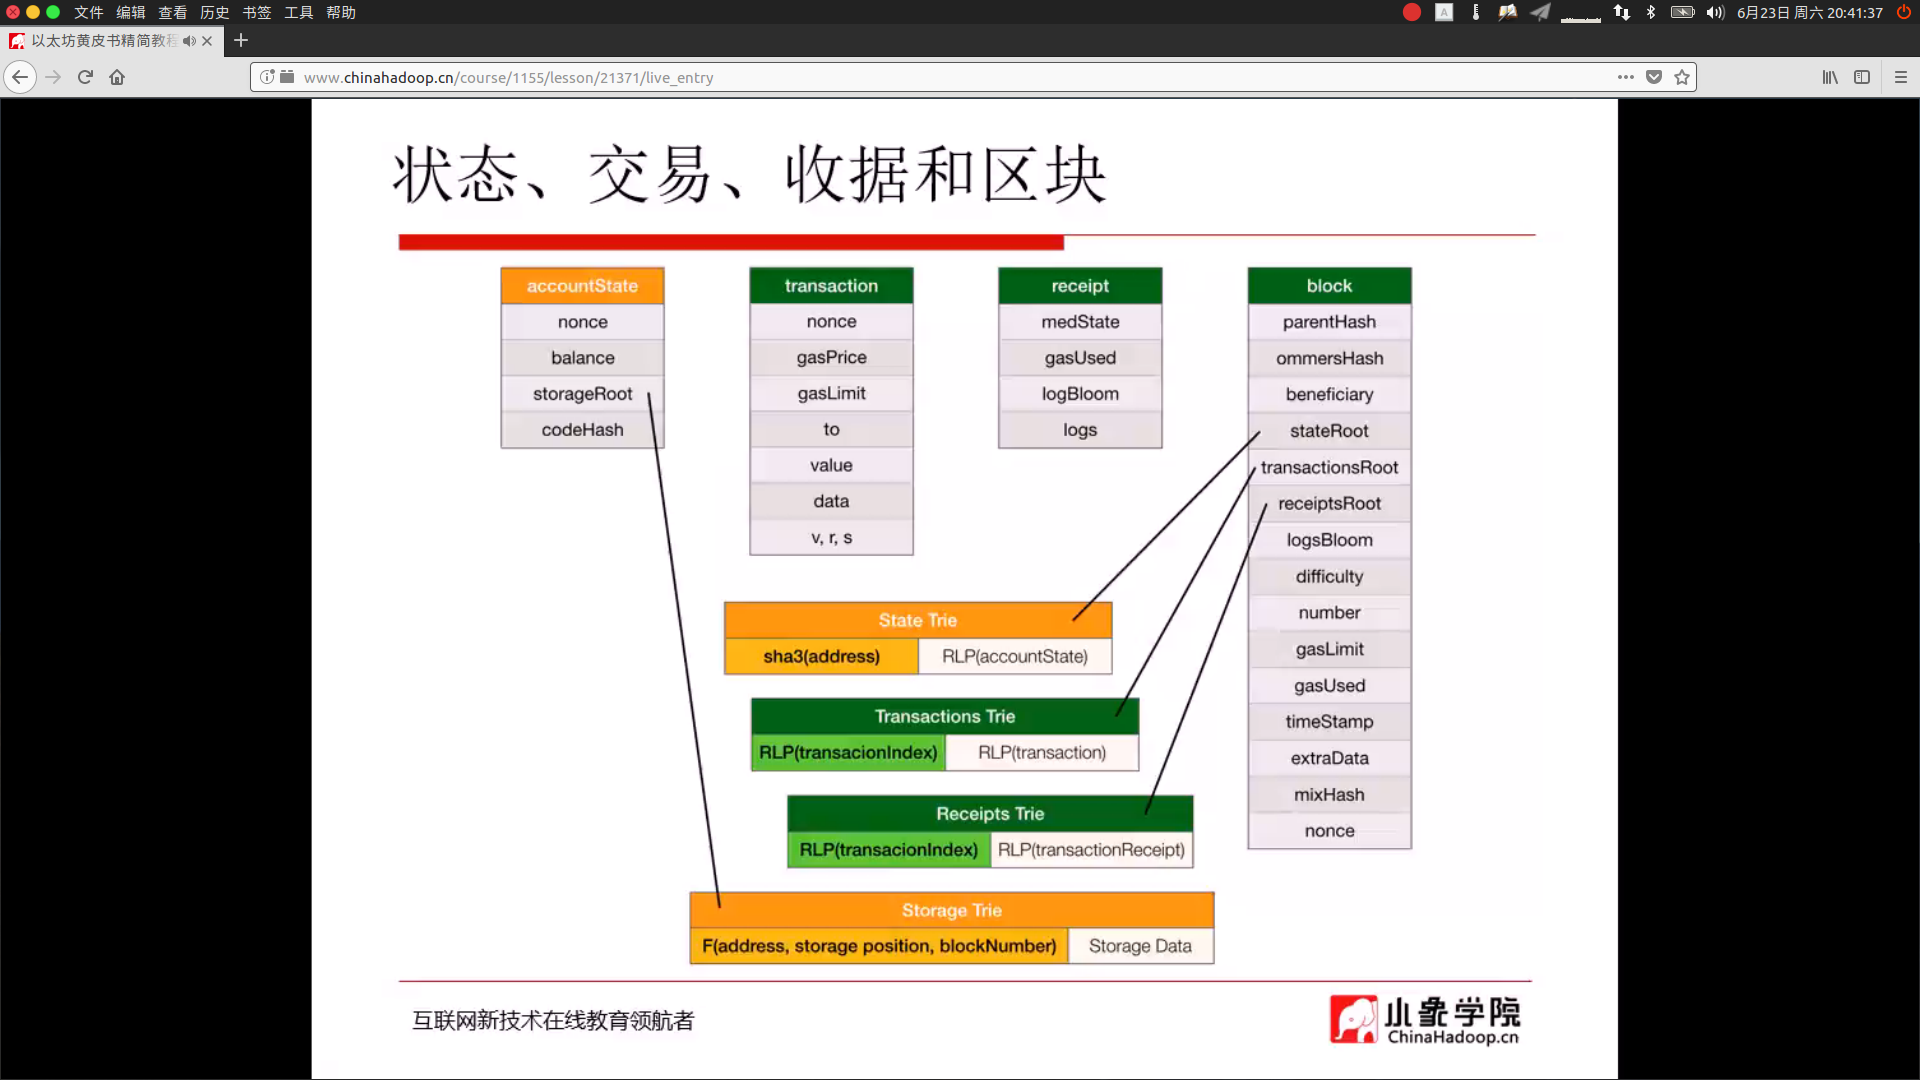 文件 编辑 查看 历史 书签 工具 帮助
A
6月23日 周六 20:41:37
以太坊黄皮书精简教程
www.chinahadoop.cn/course/1155/lesson/21371/live_entry
状态、交易、收据和区块
accountState
nonce
balance
storageRoot
codeHash
transaction
nonce
gasPrice
gasLimit
to
value
data
v, r, s
receipt
medState
gasUsed
logBloom
logs
block
parentHash
ommersHash
beneficiary
stateRoot
transactionsRoot
receiptsRoot
logsBloom
difficulty
number
gasLimit
gasUsed
timeStamp
extraData
mixHash
nonce
State Trie
sha3(address) RLP(accountState)
Transactions Trie
RLP(transacionIndex) RLP(transaction)
Receipts Trie
RLP(transacionIndex) RLP(transactionReceipt)
Storage Trie
F(address, storage position, blockNumber) Storage Data
互联网新技术在线教育领航者
小象学院
ChinaHadoop.cn